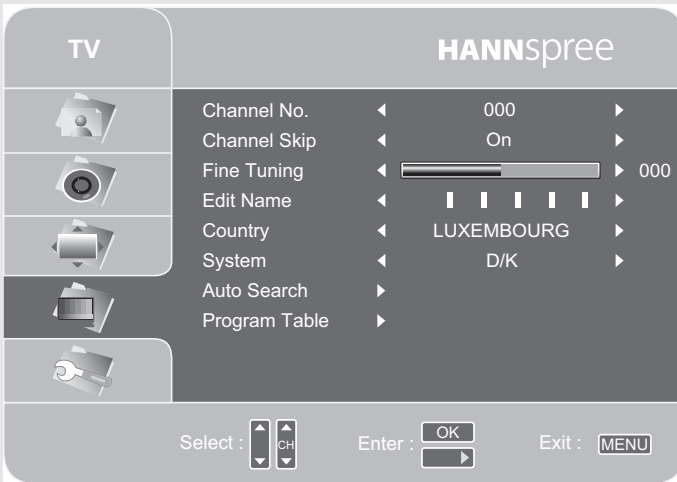 TV HANNspree
Channel No. 000
Channel Skip On
Fine Tuning 000
Edit Name
Country LUXEMBOURG
System D/K
Auto Search
Program Table
Select : CH Enter : OK Exit : MENU